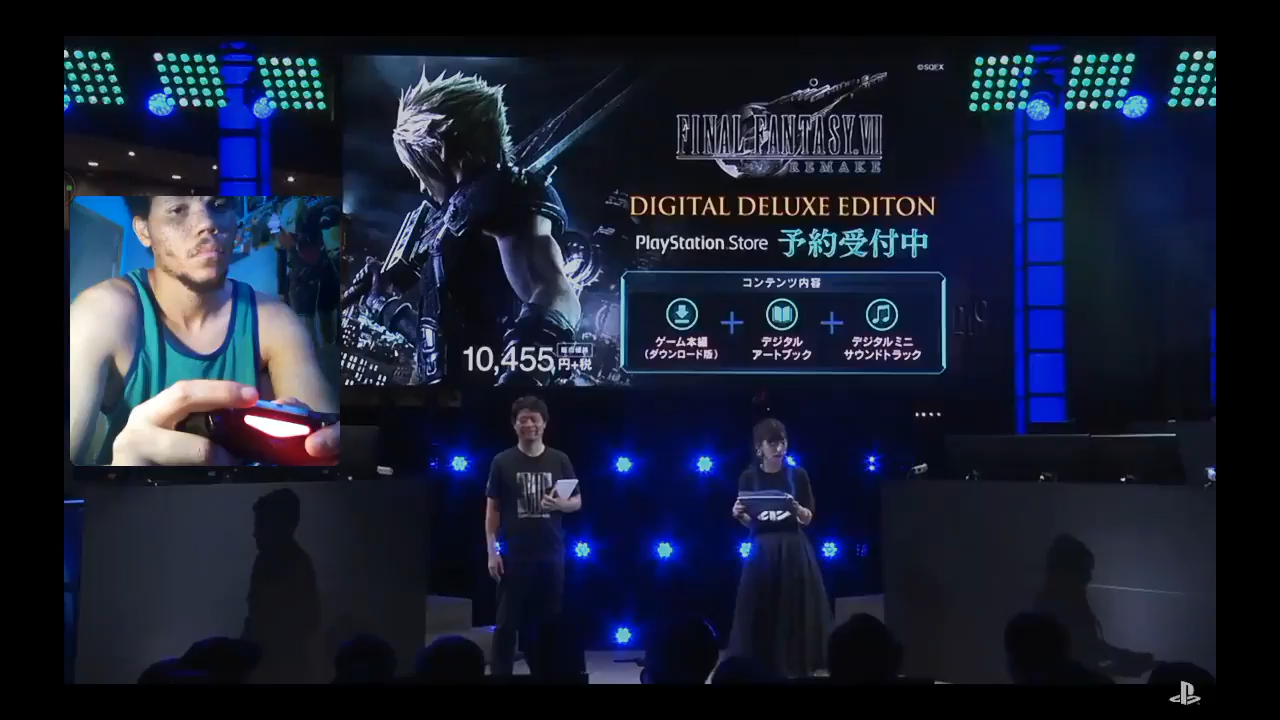 ©SQEX
FINAL FANTASY VII
REMAKE
DIGITAL DELUXE EDITON
PlayStation Store 予約受付中
コンテンツ内容
ゲーム本編
(ダウンロード版)
+
デジタル
アートブック
+
デジタルミニ
サウンドトラック
10,455円+税